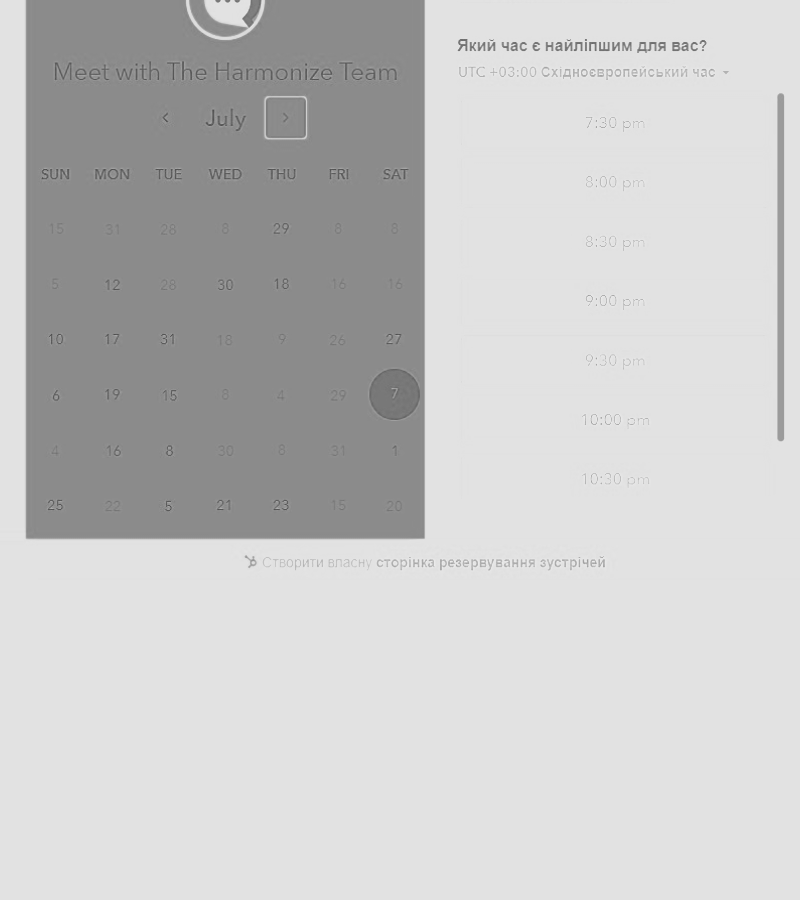 Meet with The Harmonize Team
July
SUN MON TUE WED THU FRI SAT
15 31 28 8 29 8 8
5 12 28 30 18 16 16
10 17 31 18 9 26 27
6 19 15 8 4 29 7
4 16 8 30 8 31 1
25 22 5 21 23 15 20
Який час є найліпшим для вас?
UTC +03:00 Східноєвропейський час
7:30 pm
8:00 pm
8:30 pm
9:00 pm
9:30 pm
10:00 pm
10:30 pm
Створити власну сторінка резервування зустрічей